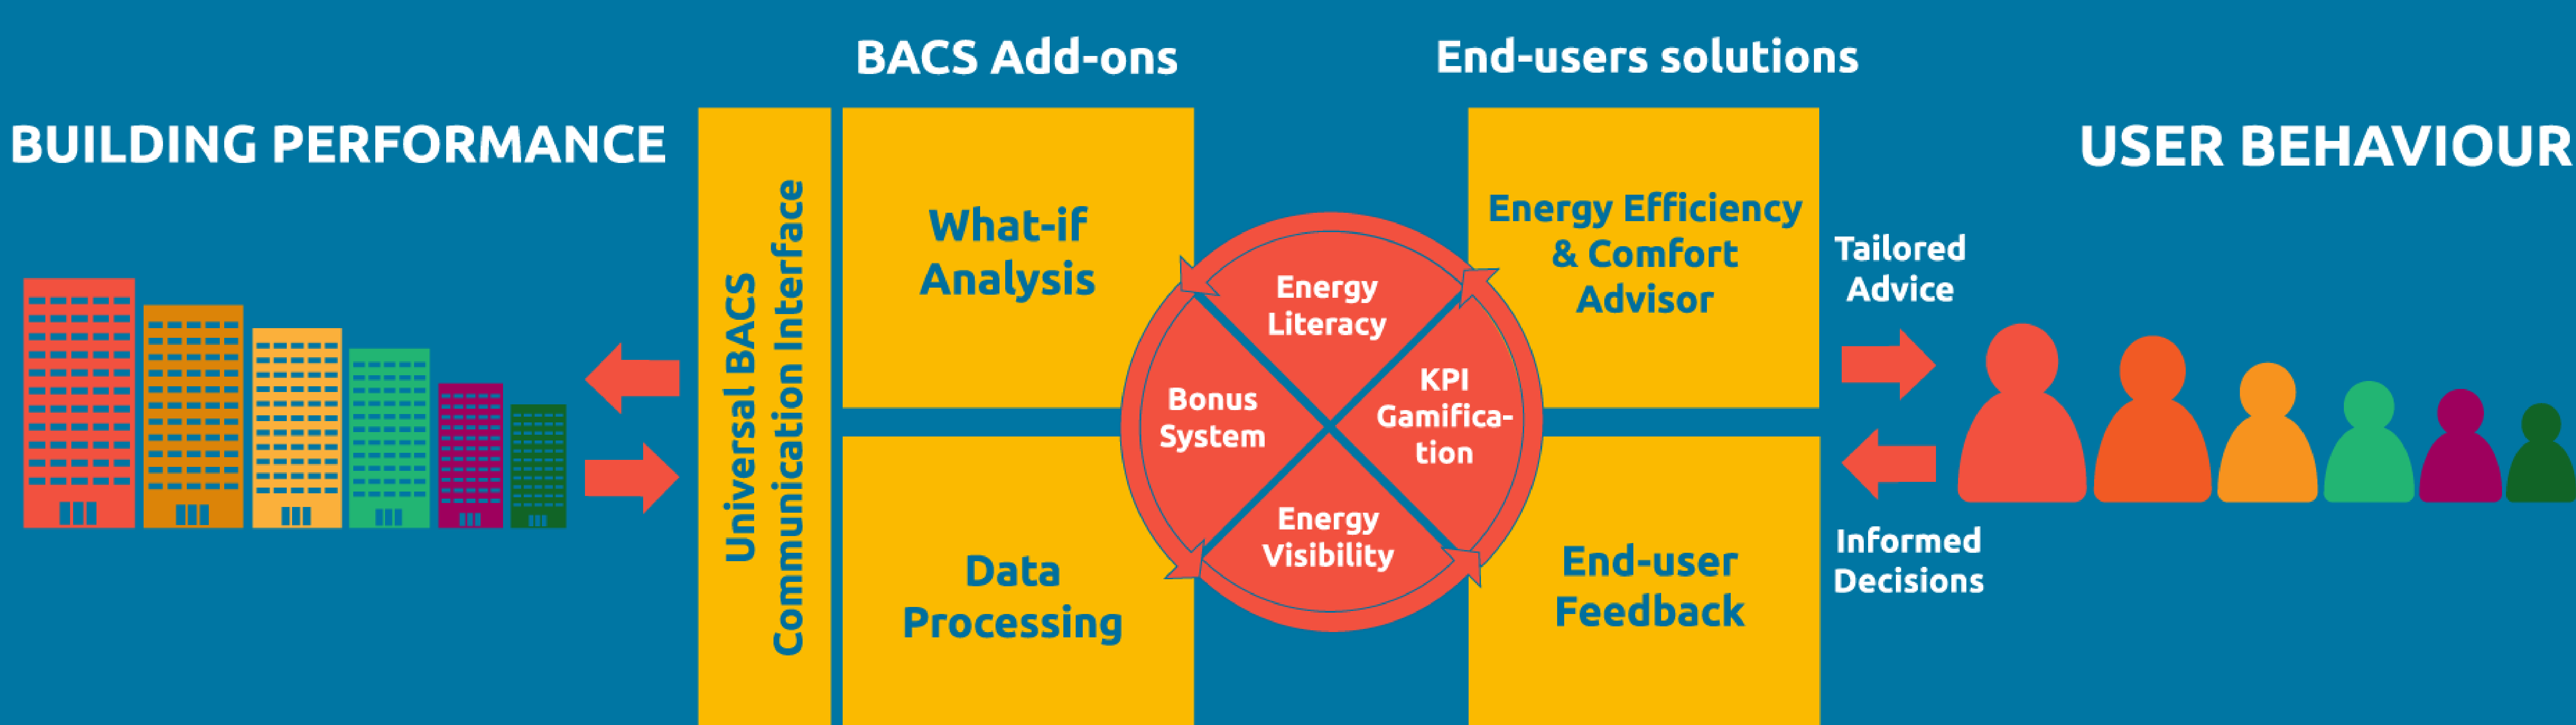 BACS Add-ons
End-users solutions
BUILDING PERFORMANCE
USER BEHAVIOUR
Universal BACS
Communication Interface
What-if
Analysis
Data
Processing
Energy
Literacy
Bonus
System
KPI
Gamifica-
tion
Energy
Visibility
Energy Efficiency
& Comfort
Advisor
End-user
Feedback
Tailored
Advice
Informed
Decisions